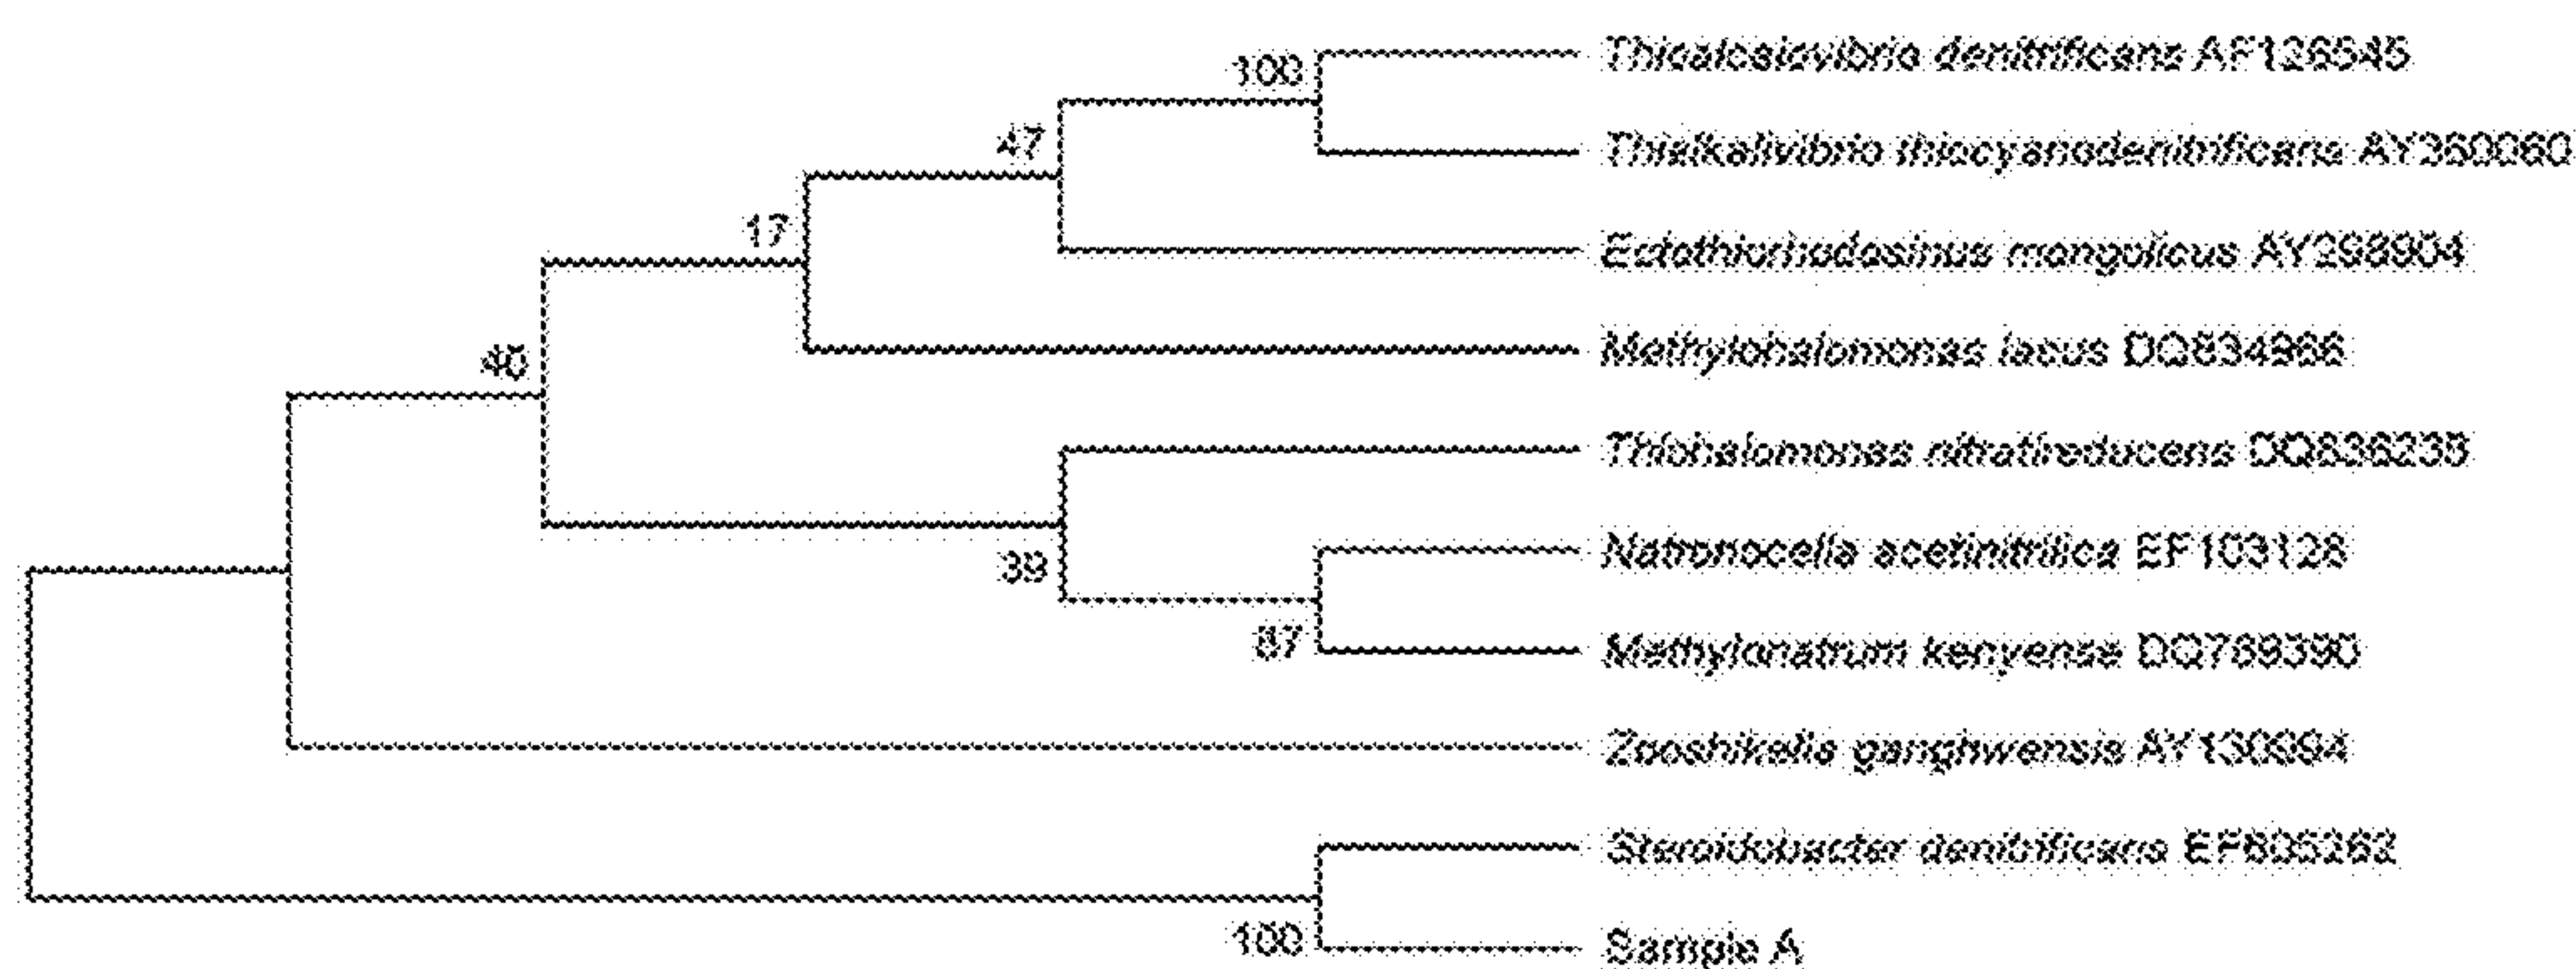 100
Thioalcalovibrio denitrificans AF126545
47
Thialkalivibrio thiocyanodenitrificans AY360060
17
Ectothiorhodosinus mongolicus AY298904
40
Methylohalomonas lacus DQ834966
Thiohalomonas nitratireducens DQ836238
39
Natronocella acetinitrilica EF103128
87
Methylonatrum kenyense DQ789390
Zooshikella ganghwensis AY130994
Steroidobacter denitrificans EF605262
100
Sample A